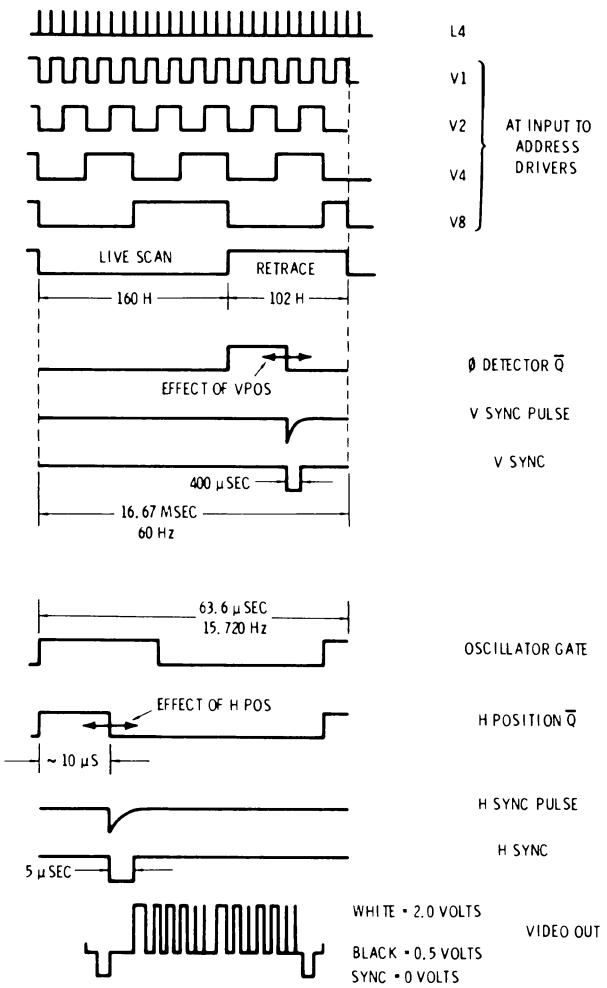 L4
V1
V2
V4
V8
AT INPUT TO
ADDRESS
DRIVERS
LIVE SCAN
RETRACE
160 H
102 H
Ø DETECTOR Q̅
EFFECT OF VPOS
V SYNC PULSE
V SYNC
400 µSEC
16.67 MSEC
60 Hz
63.6 µSEC
15.720 Hz
OSCILLATOR GATE
EFFECT OF H POS
H POSITION Q̅
~ 10 µS
H SYNC PULSE
H SYNC
5 µSEC
WHITE = 2.0 VOLTS
VIDEO OUT
BLACK = 0.5 VOLTS
SYNC = 0 VOLTS